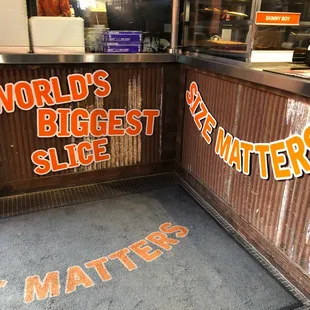 SKINNY BOY
WORLD'S
BIGGEST
SLICE
SIZE MATTERS
MATTERS